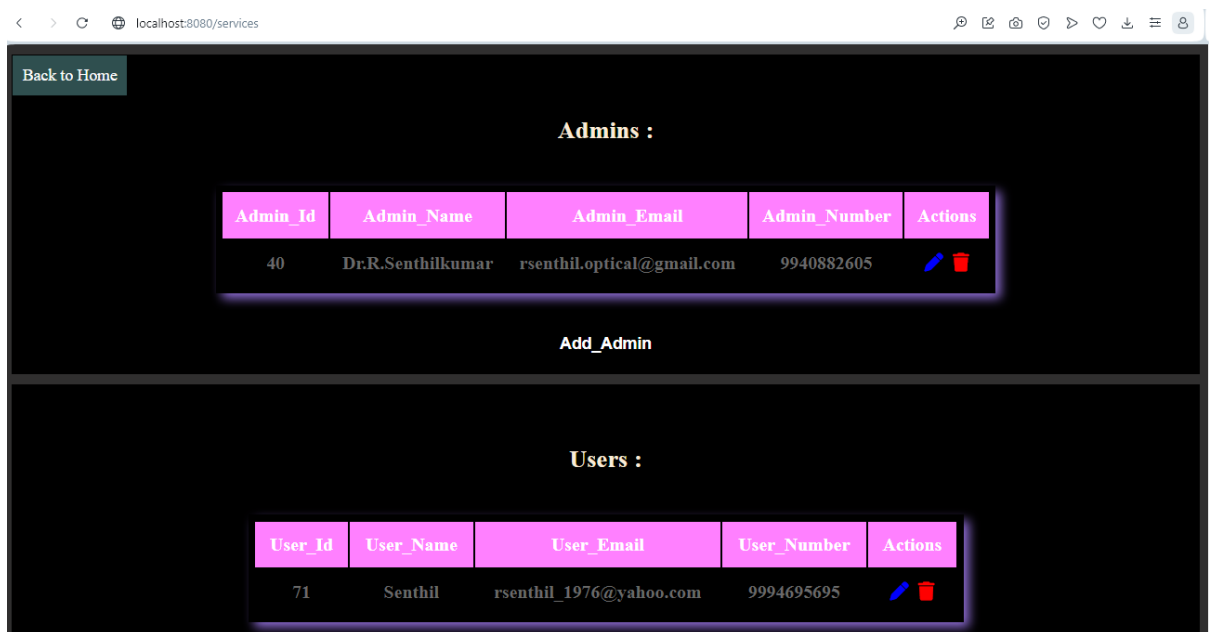 localhost:8080/services
Back to Home
Admins :
Admin_Id Admin_Name Admin_Email Admin_Number Actions
40 Dr.R.Senthilkumar rsenthil.optical@gmail.com 9940882605
Add_Admin
Users :
User_Id User_Name User_Email User_Number Actions
71 Senthil rsenthil_1976@yahoo.com 9994695695